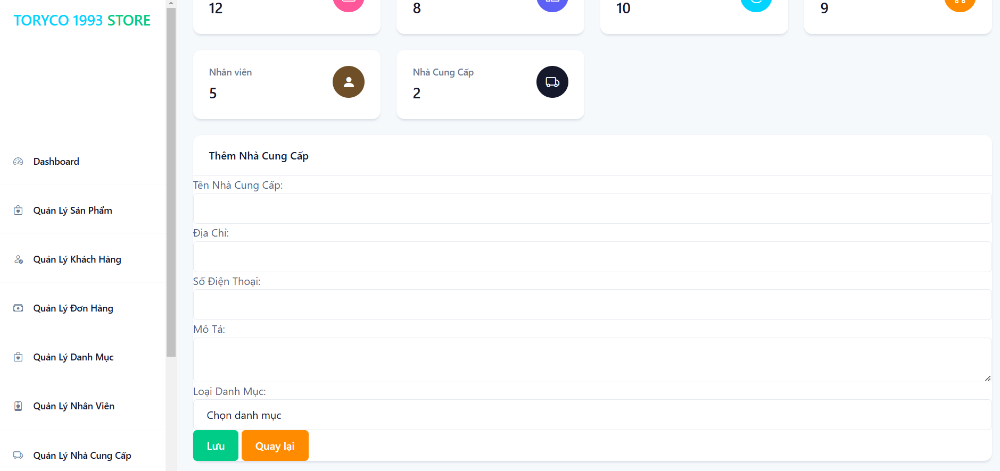 TORYCO 1993 STORE
12
8
10
9
Nhân viên
5
Nhà Cung Cấp
2
Dashboard
Quản Lý Sản Phẩm
Quản Lý Khách Hàng
Quản Lý Đơn Hàng
Quản Lý Danh Mục
Quản Lý Nhân Viên
Quản Lý Nhà Cung Cấp
Thêm Nhà Cung Cấp
Tên Nhà Cung Cấp:
Địa Chỉ:
Số Điện Thoại:
Mô Tả:
Loại Danh Mục:
Chọn danh mục
Lưu
Quay lại